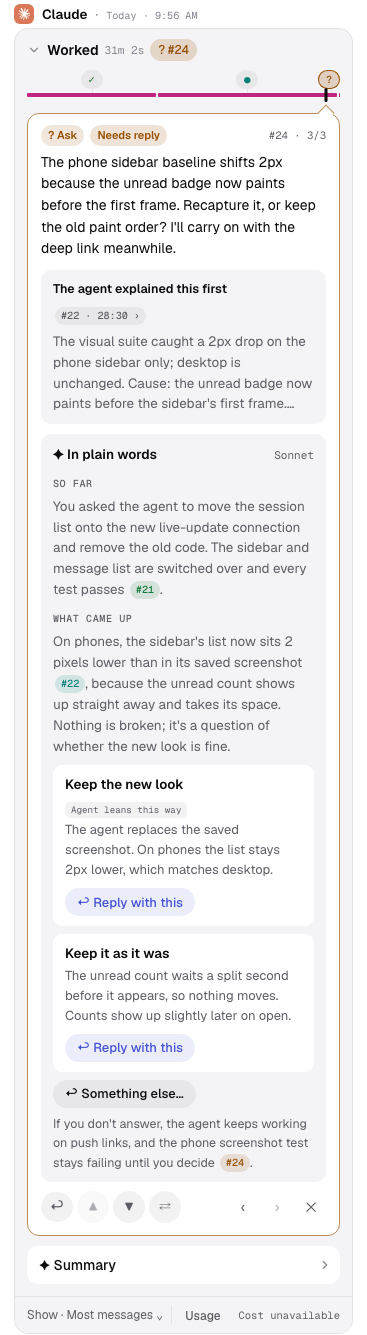 Claude · Today · 9:56 AM
Worked 31m 2s ? #24
✓ ● ?
? Ask Needs reply #24 · 3/3
The phone sidebar baseline shifts 2px
because the unread badge now paints
before the first frame. Recapture it, or keep
the old paint order? I'll carry on with the
deep link meanwhile.
The agent explained this first
#22 · 28:30 ›
The visual suite caught a 2px drop on the
phone sidebar only; desktop is
unchanged. Cause: the unread badge now
paints before the sidebar's first frame....
✦ In plain words Sonnet
SO FAR
You asked the agent to move the session
list onto the new live-update connection
and remove the old code. The sidebar and
message list are switched over and every
test passes #21.
WHAT CAME UP
On phones, the sidebar's list now sits 2
pixels lower than in its saved screenshot
#22, because the unread count shows
up straight away and takes its space.
Nothing is broken; it's a question of
whether the new look is fine.
Keep the new look
Agent leans this way
The agent replaces the saved
screenshot. On phones the list stays
2px lower, which matches desktop.
↩ Reply with this
Keep it as it was
The unread count waits a split second
before it appears, so nothing moves.
Counts show up slightly later on open.
↩ Reply with this
↩ Something else…
If you don't answer, the agent keeps working
on push links, and the phone screenshot test
stays failing until you decide #24.
✦ Summary
Show · Most messages Usage Cost unavailable